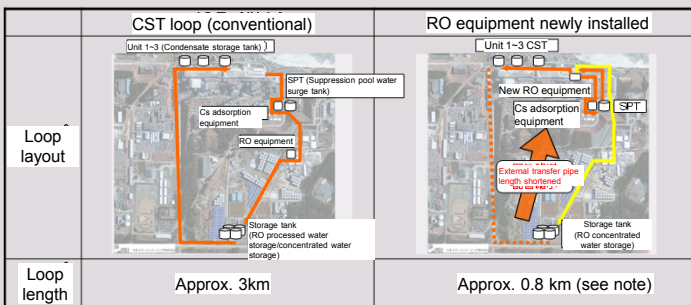 CST loop (conventional)
RO equipment newly installed
Loop
layout
Unit 1~3 (Condensate storage tank)）
SPT (Suppression pool water
surge tank)
Cs adsorption
equipment
RO equipment
Storage tank
(RO processed water
storage/concentrated water
storage)
Unit 1~3 CST
New RO equipment
Cs adsorption
equipment
SPT
External transfer pipe
length shortened
Storage tank
(RO concentrated
water storage)
Loop
length
Approx. 3km
Approx. 0.8 km (see note)